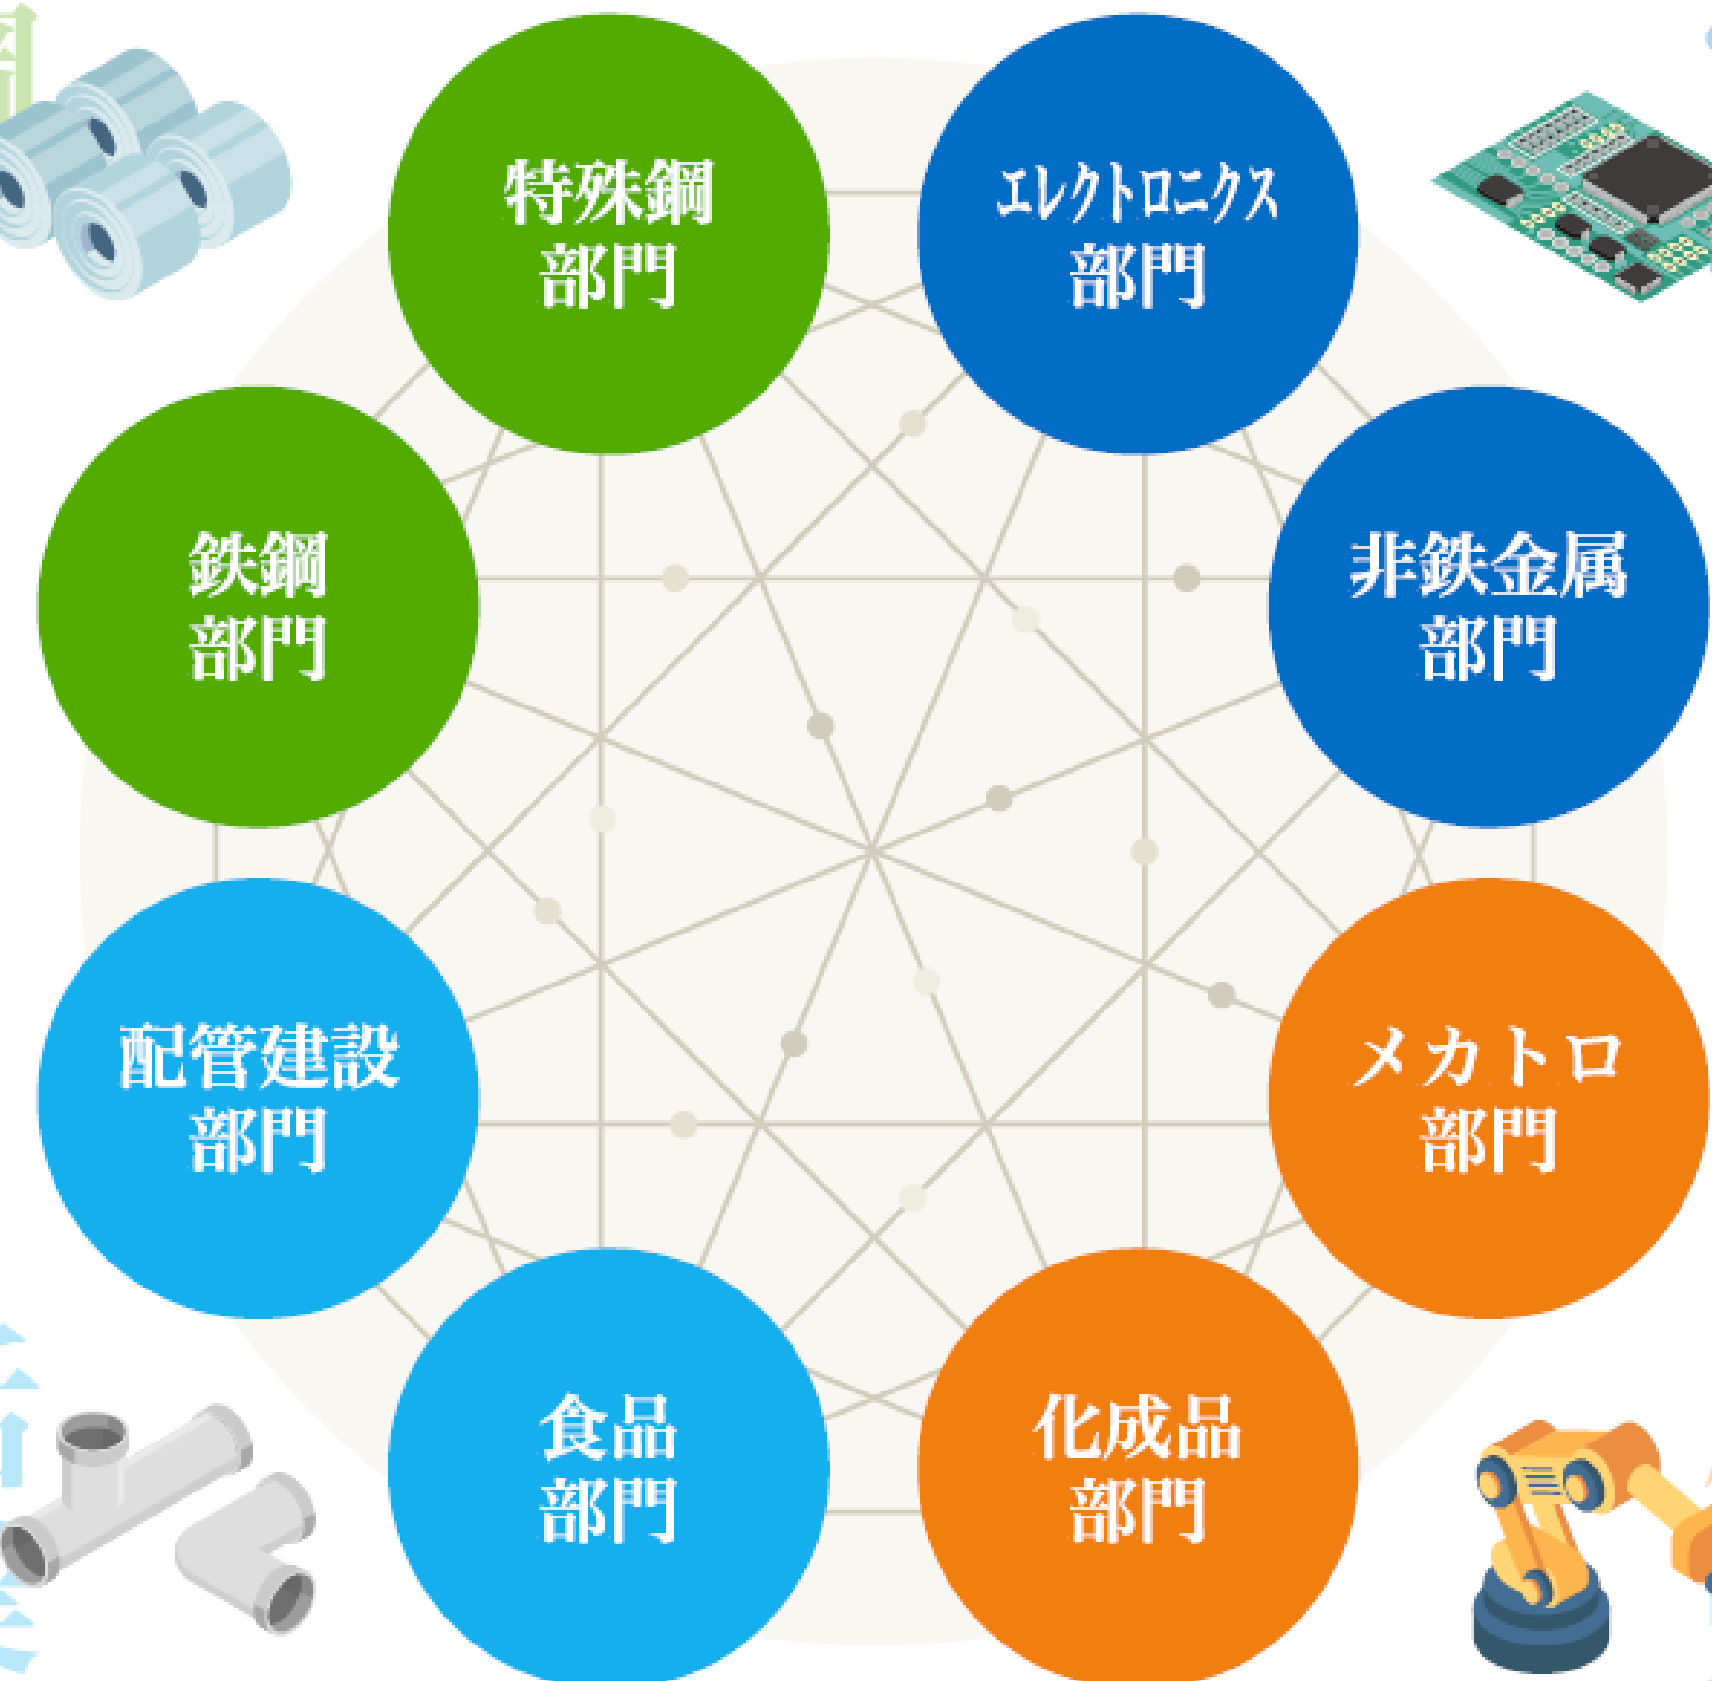 特殊鋼
部門
エレクトロニクス
部門
鉄鋼
部門
非鉄金属
部門
配管建設
部門
メカトロ
部門
食品
部門
化成品
部門